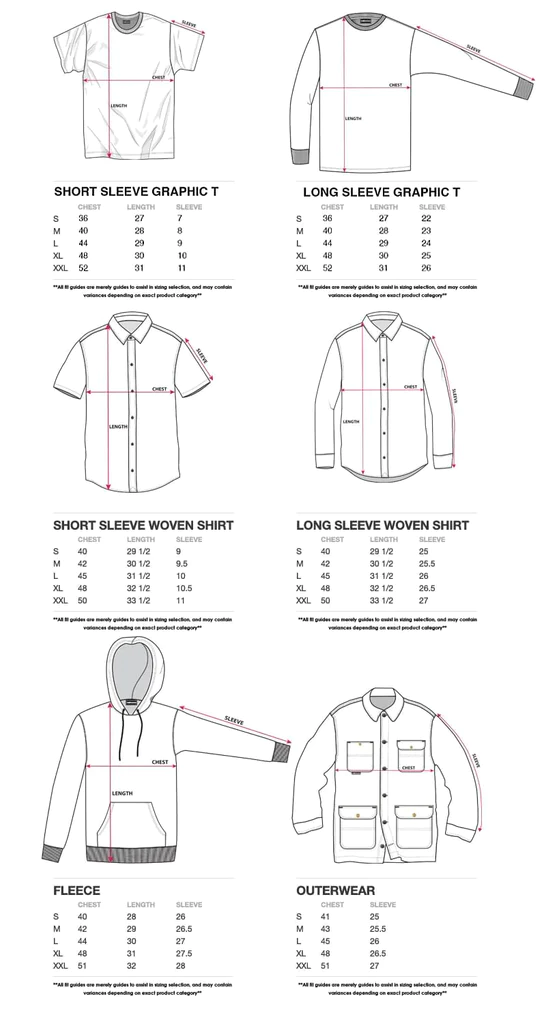 SLEEVE
CHEST
LENGTH
SLEEVE
CHEST
LENGTH
SHORT SLEEVE GRAPHIC T
CHEST LENGTH SLEEVE
S 36 27 7
M 40 28 8
L 44 29 9
XL 48 30 10
XXL 52 31 11
**All fit guides are merely guides to assist in sizing selection, and may contain
variances depending on exact product category**
LONG SLEEVE GRAPHIC T
CHEST LENGTH SLEEVE
S 36 27 22
M 40 28 23
L 44 29 24
XL 48 30 25
XXL 52 31 26
**All fit guides are merely guides to assist in sizing selection, and may contain
variances depending on exact product category**
SLEEVE
CHEST
LENGTH
SLEEVE
CHEST
LENGTH
SHORT SLEEVE WOVEN SHIRT
CHEST LENGTH SLEEVE
S 40 29 1/2 9
M 42 30 1/2 9.5
L 45 31 1/2 10
XL 48 32 1/2 10.5
XXL 50 33 1/2 11
**All fit guides are merely guides to assist in sizing selection, and may contain
variances depending on exact product category**
LONG SLEEVE WOVEN SHIRT
CHEST LENGTH SLEEVE
S 40 29 1/2 25
M 42 30 1/2 25.5
L 45 31 1/2 26
XL 48 32 1/2 26.5
XXL 50 33 1/2 27
**All fit guides are merely guides to assist in sizing selection, and may contain
variances depending on exact product category**
SLEEVE
CHEST
LENGTH
SLEEVE
CHEST
FLEECE
CHEST LENGTH SLEEVE
S 40 28 26
M 42 29 26.5
L 44 30 27
XL 48 31 27.5
XXL 51 32 28
**All fit guides are merely guides to assist in sizing selection, and may contain
variances depending on exact product category**
OUTERWEAR
CHEST SLEEVE
S 41 25
M 43 25.5
L 45 26
XL 48 26.5
XXL 51 27
**All fit guides are merely guides to assist in sizing selection, and may contain
variances depending on exact product category**